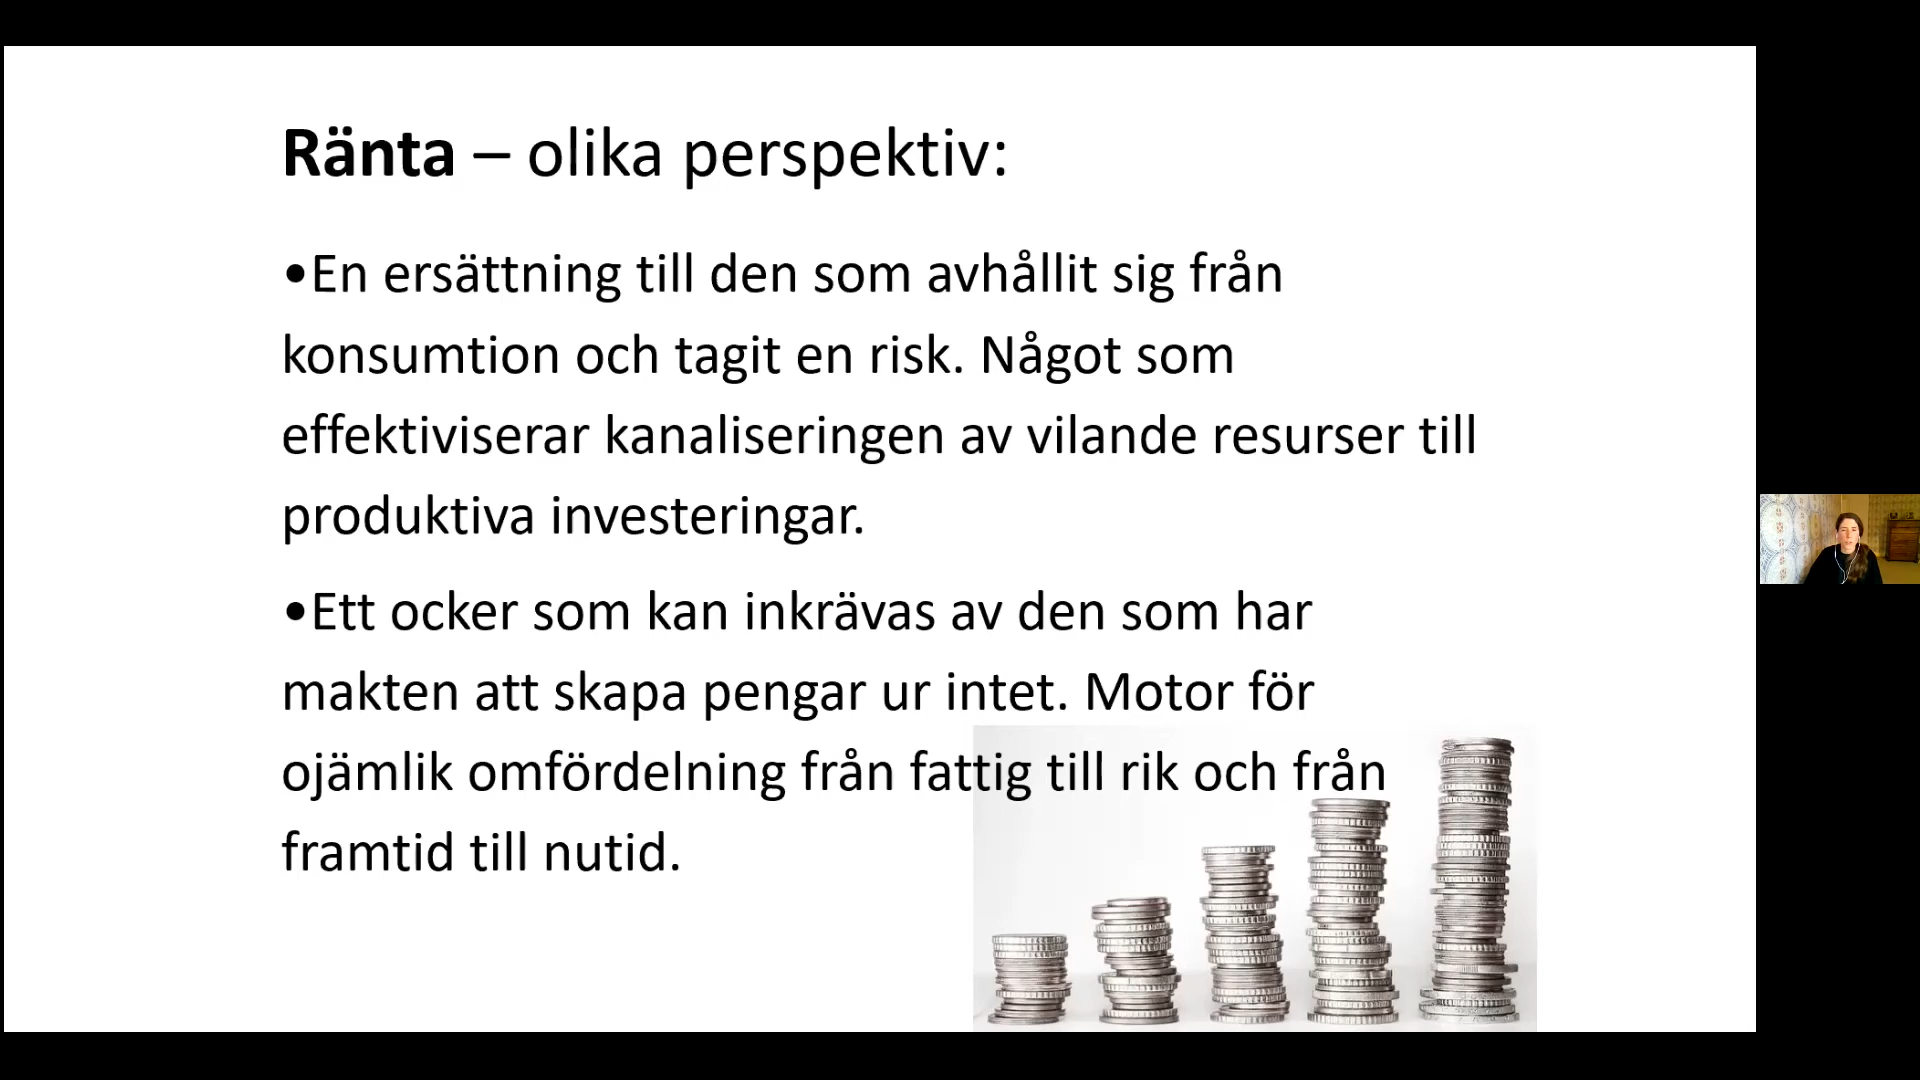 Ränta – olika perspektiv:
•En ersättning till den som avhållit sig från
konsumtion och tagit en risk. Något som
effektiviserar kanaliseringen av vilande resurser till
produktiva investeringar.
•Ett ocker som kan inkrävas av den som har
makten att skapa pengar ur intet. Motor för
ojämlik omfördelning från fattig till rik och från
framtid till nutid.